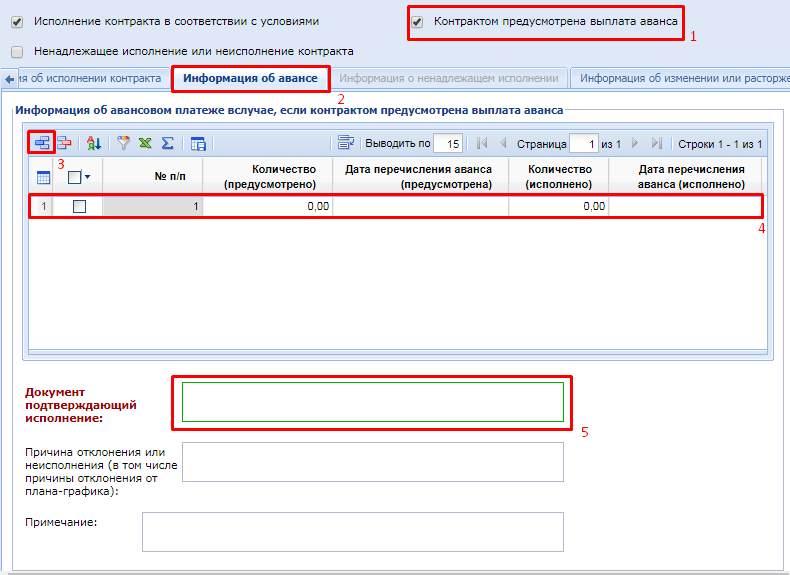 Исполнение контракта в соответствии с условиями
Контрактом предусмотрена выплата аванса
1
Ненадлежащее исполнение или неисполнение контракта
ия об исполнении контракта
Информация об авансе
Информация о ненадлежащем исполнении
Информация об изменении или расторже
2
Информация об авансовом платеже вслучае, если контрактом предусмотрена выплата аванса
Выводить по 15
Страница 1 из 1
Строки 1 - 1 из 1
3
№ п/п
Количество
(предусмотрено)
Дата перечисления аванса
(предусмотрена)
Количество
(исполнено)
Дата перечисления
аванса (исполнено)
1 1 0,00 0,00
4
Документ
подтверждающий
исполнение:
5
Причина отклонения или
неисполнения (в том числе
причины отклонения от
плана-графика):
Примечание: